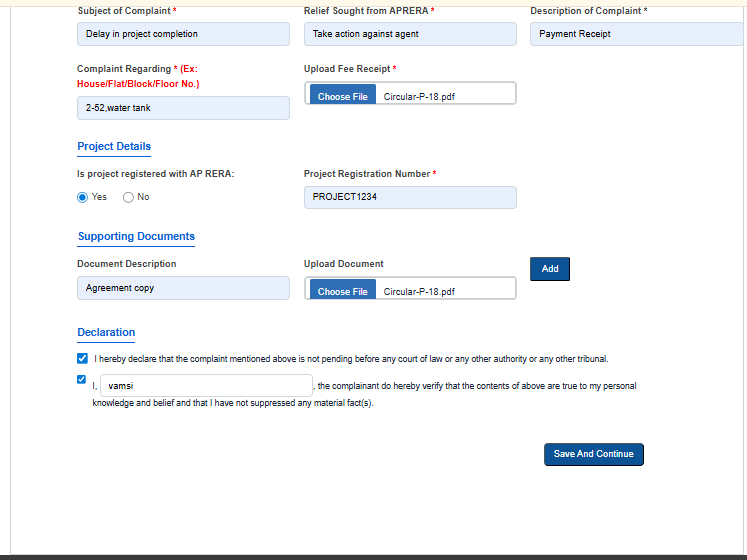 Subject of Complaint * Relief Sought from APRERA * Description of Complaint *
Delay in project completion Take action against agent Payment Receipt
Complaint Regarding * (Ex: Upload Fee Receipt *
House/Flat/Block/Floor No.)
Choose File Circular-P-18.pdf
2-52,water tank
Project Details
Is project registered with AP RERA: Project Registration Number *
Yes No PROJECT1234
Supporting Documents
Document Description Upload Document Add
Agreement copy Choose File Circular-P-18.pdf
Declaration
I hereby declare that the complaint mentioned above is not pending before any court of law or any other authority or any other tribunal.
I, vamsi , the complainant do hereby verify that the contents of above are true to my personal
knowledge and belief and that I have not suppressed any material fact(s).
Save And Continue